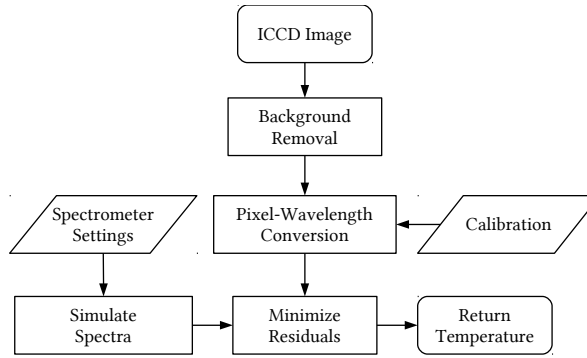 ICCD Image
Background
Removal
Spectrometer
Settings
Pixel-Wavelength
Conversion
Calibration
Simulate
Spectra
Minimize
Residuals
Return
Temperature